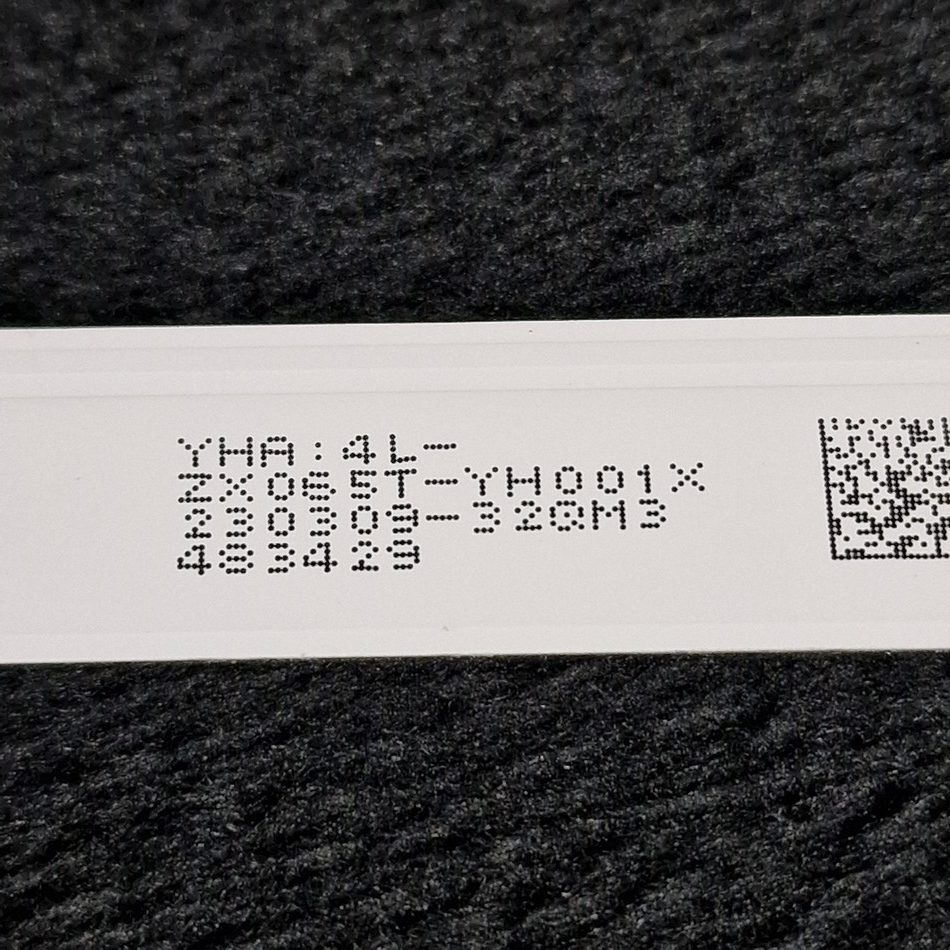 YHA:4L-
ZX065T-YH001X
230309-320M3
483429